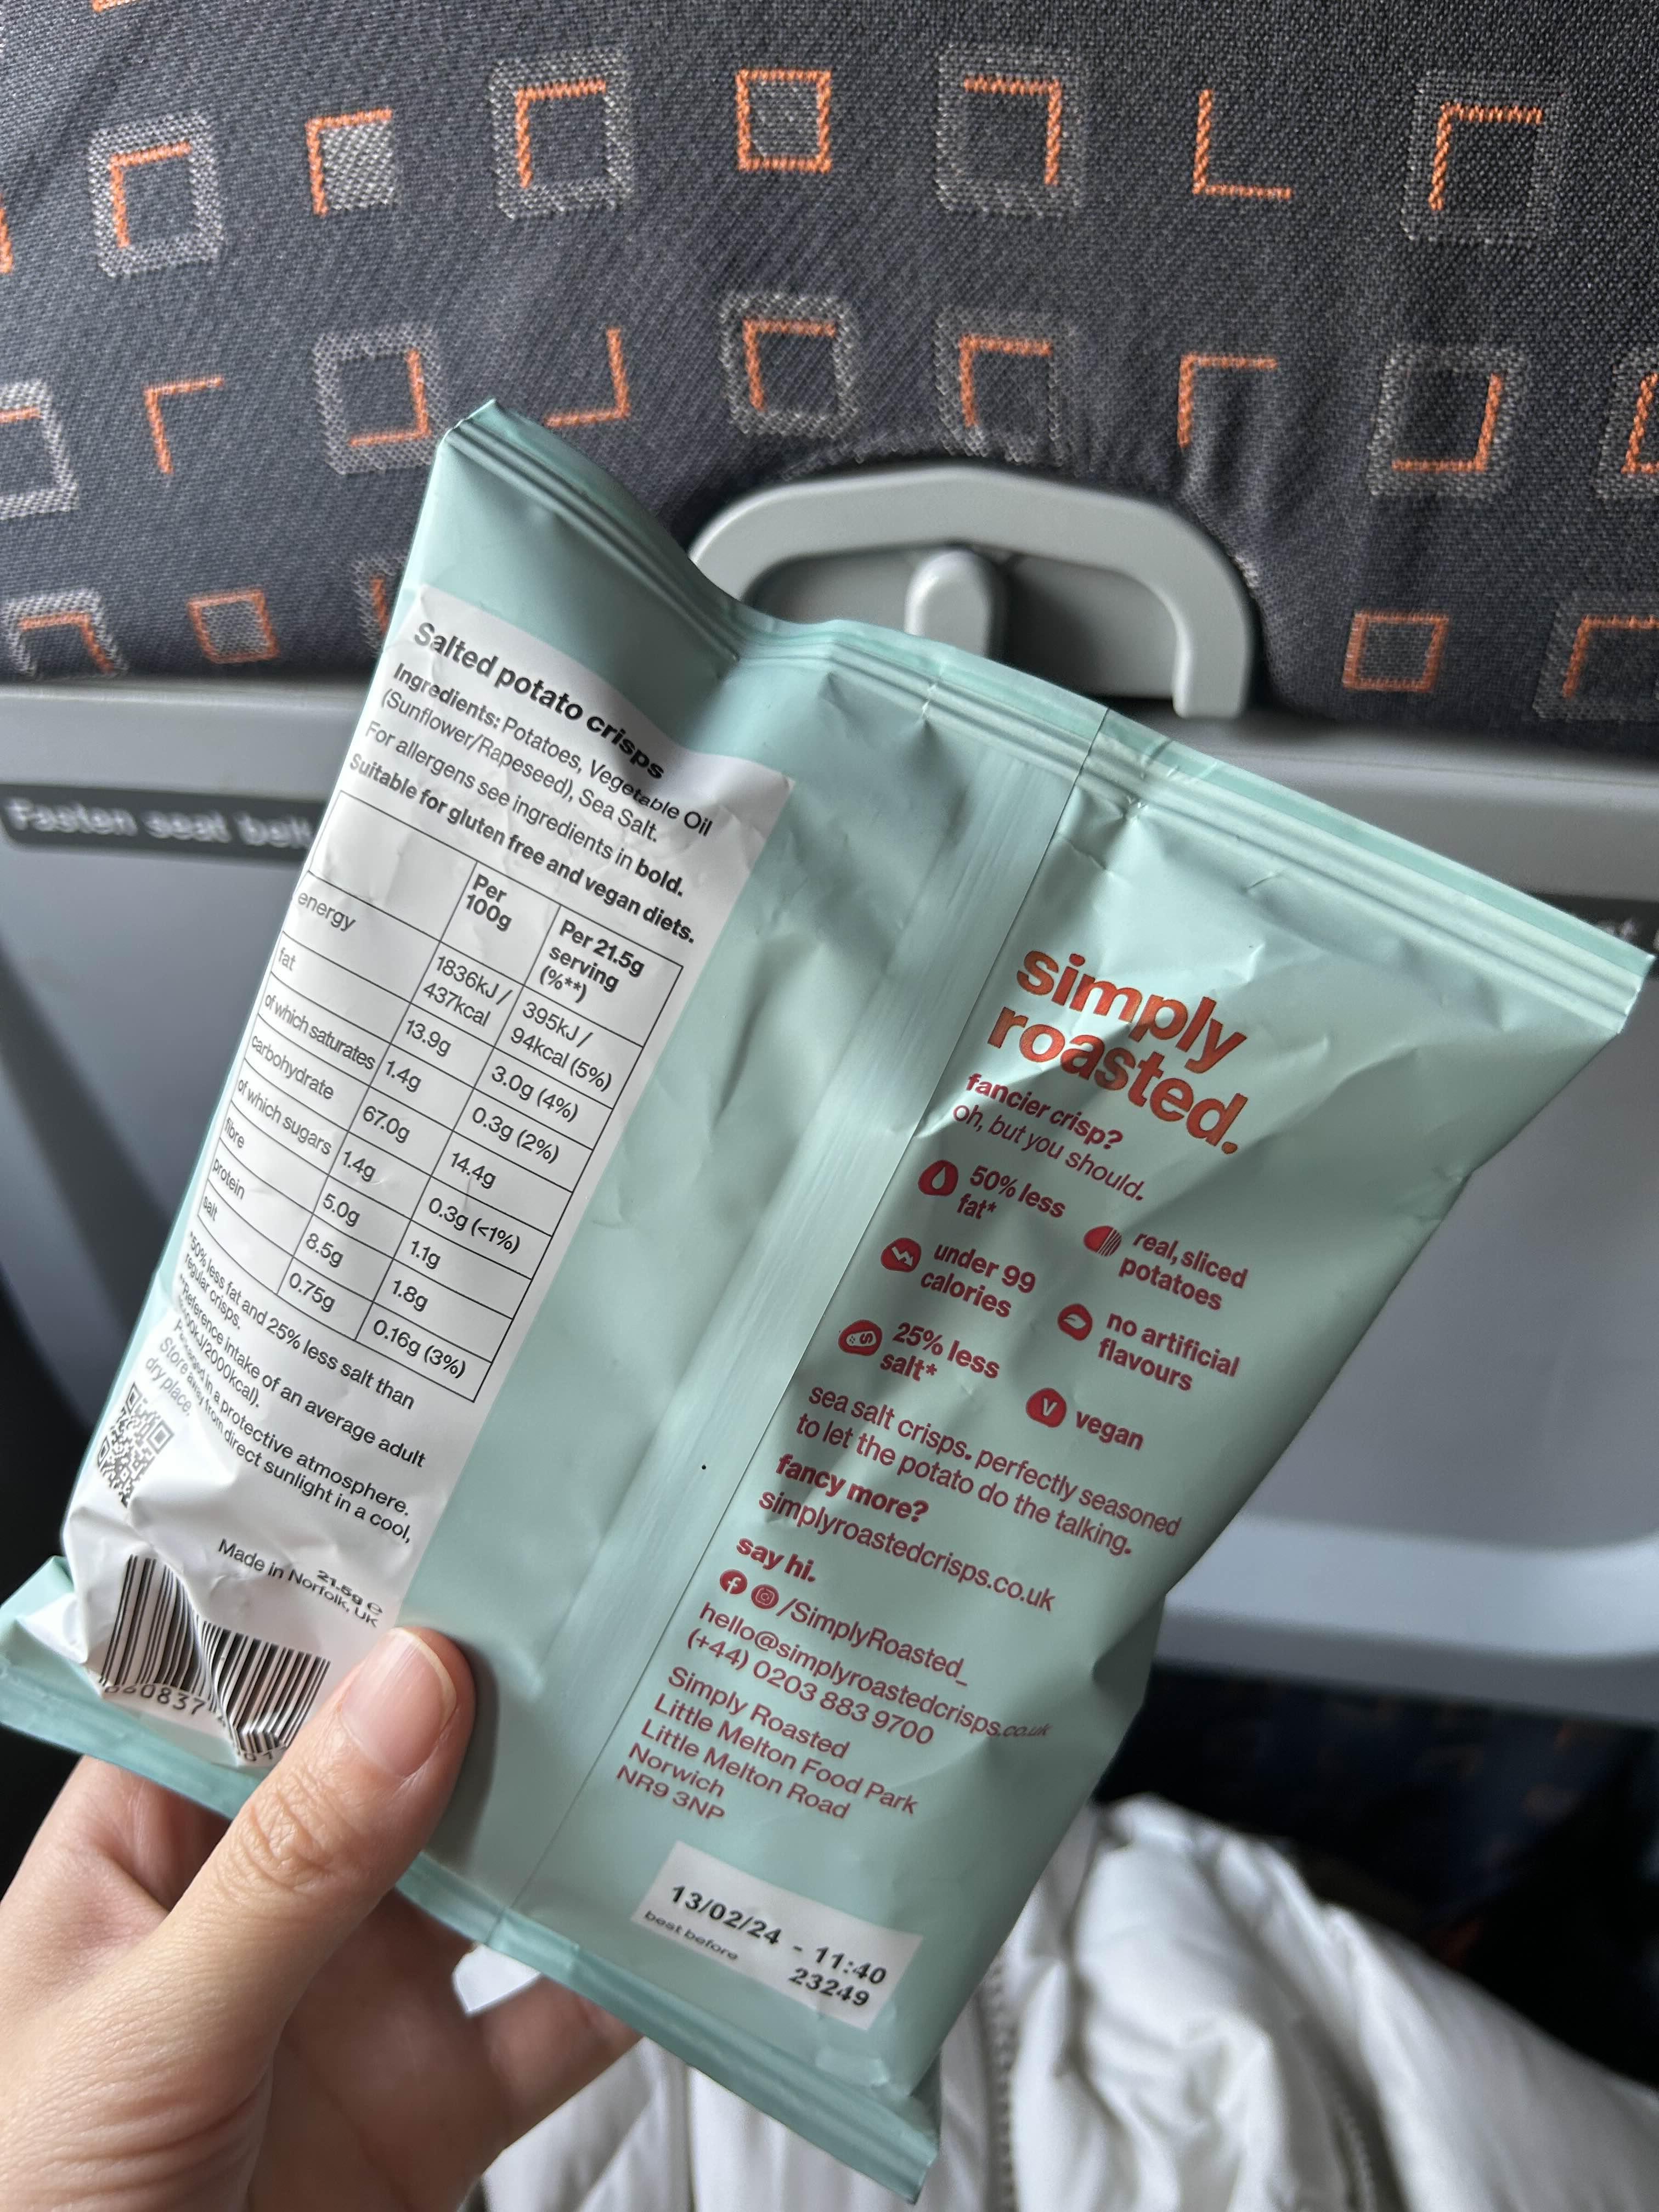 Fasten seat belt
Salted potato crisps
Ingredients: Potatoes, Vegetable Oil
(Sunflower/Rapeseed), Sea Salt.
For allergens see ingredients in bold.
Suitable for gluten free and vegan diets.
Per 100g Per 21.5g serving (%**)
energy 1836kJ / 437kcal 395kJ / 94kcal (5%)
fat 13.9g 3.0g (4%)
of which saturates 1.4g 0.3g (2%)
carbohydrate 67.0g 14.4g
of which sugars 1.4g 0.3g (<1%)
fibre 5.0g 1.1g
protein 8.5g 1.8g
salt 0.75g 0.16g (3%)
*50% less fat and 25% less salt than
regular crisps.
**Reference intake of an average adult
/2000kcal).
in a protective atmosphere.
Store away from direct sunlight in a cool,
dry place.
21.5g e
Made in Norfolk, UK
simply
roasted.
fancier crisp?
oh, but you should.
50% less
fat*
real, sliced
potatoes
under 99
calories
no artificial
flavours
25% less
salt*
vegan
sea salt crisps. perfectly seasoned
to let the potato do the talking.
fancy more?
simplyroastedcrisps.co.uk
say hi.
/SimplyRoasted_
hello@simplyroastedcrisps.co.uk
(+44) 0203 883 9700
Simply Roasted
Little Melton Food Park
Little Melton Road
Norwich
NR9 3NP
13/02/24 - 11:40
best before 23249